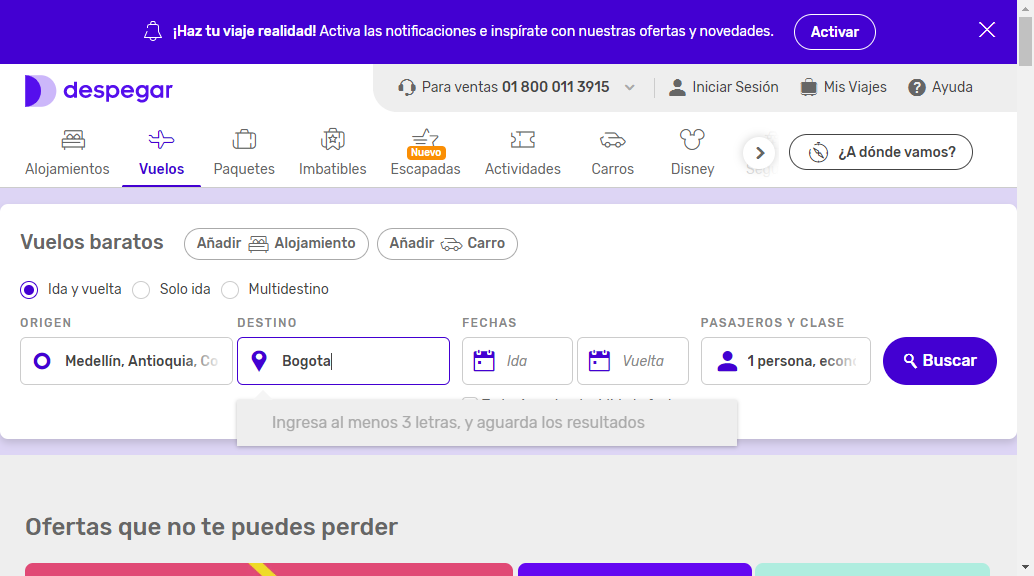 ¡Haz tu viaje realidad! Activa las notificaciones e inspírate con nuestras ofertas y novedades. Activar
despegar Para ventas 01 800 011 3915 Iniciar Sesión Mis Viajes ? Ayuda
Nuevo
Alojamientos Vuelos Paquetes Imbatibles Escapadas Actividades Carros Disney ¿A dónde vamos?
Vuelos baratos Añadir Alojamiento Añadir Carro
Ida y vuelta Solo ida Multidestino
ORIGEN DESTINO FECHAS PASAJEROS Y CLASE
Medellín, Antioquia, Co Bogota Ida Vuelta 1 persona, econ Buscar
Ingresa al menos 3 letras, y aguarda los resultados
Ofertas que no te puedes perder